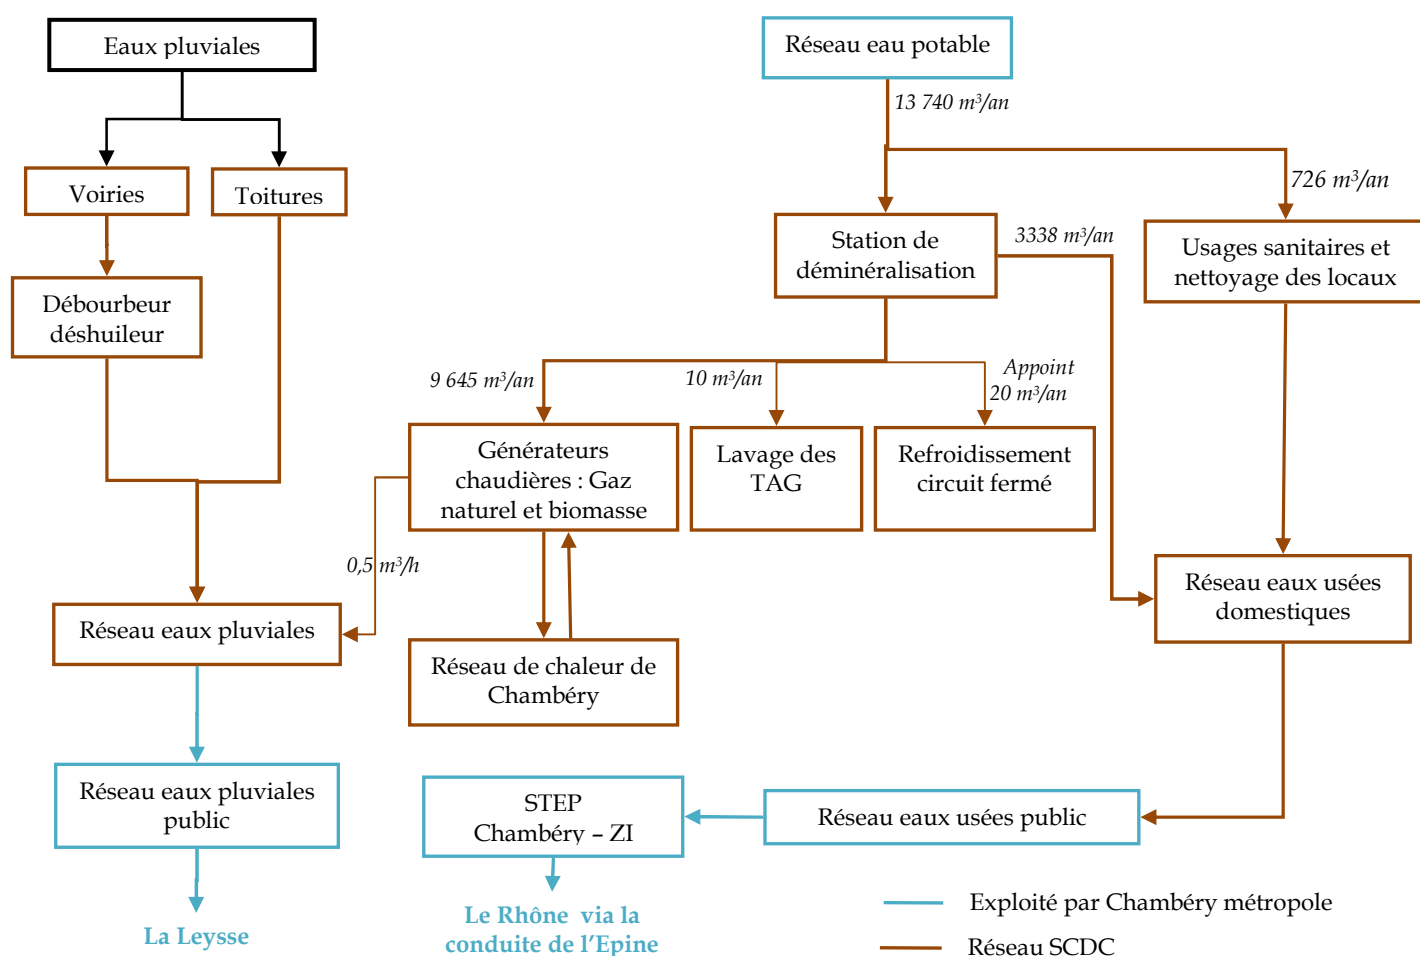 Eaux pluviales
Réseau eau potable
13 740 m³/an
Voiries
Toitures
726 m³/an
Station de
déminéralisation
3338 m³/an
Usages sanitaires et
nettoyage des locaux
Débourbeur
déshuileur
9 645 m³/an
10 m³/an
Appoint
20 m³/an
Générateurs
chaudières : Gaz
naturel et biomasse
Lavage des
TAG
Refroidissement
circuit fermé
0,5 m³/h
Réseau eaux usées
domestiques
Réseau eaux pluviales
Réseau de chaleur de
Chambéry
Réseau eaux pluviales
public
STEP
Chambéry – ZI
Réseau eaux usées public
La Leysse
Le Rhône via la
conduite de l'Epine
Exploité par Chambéry métropole
Réseau SCDC